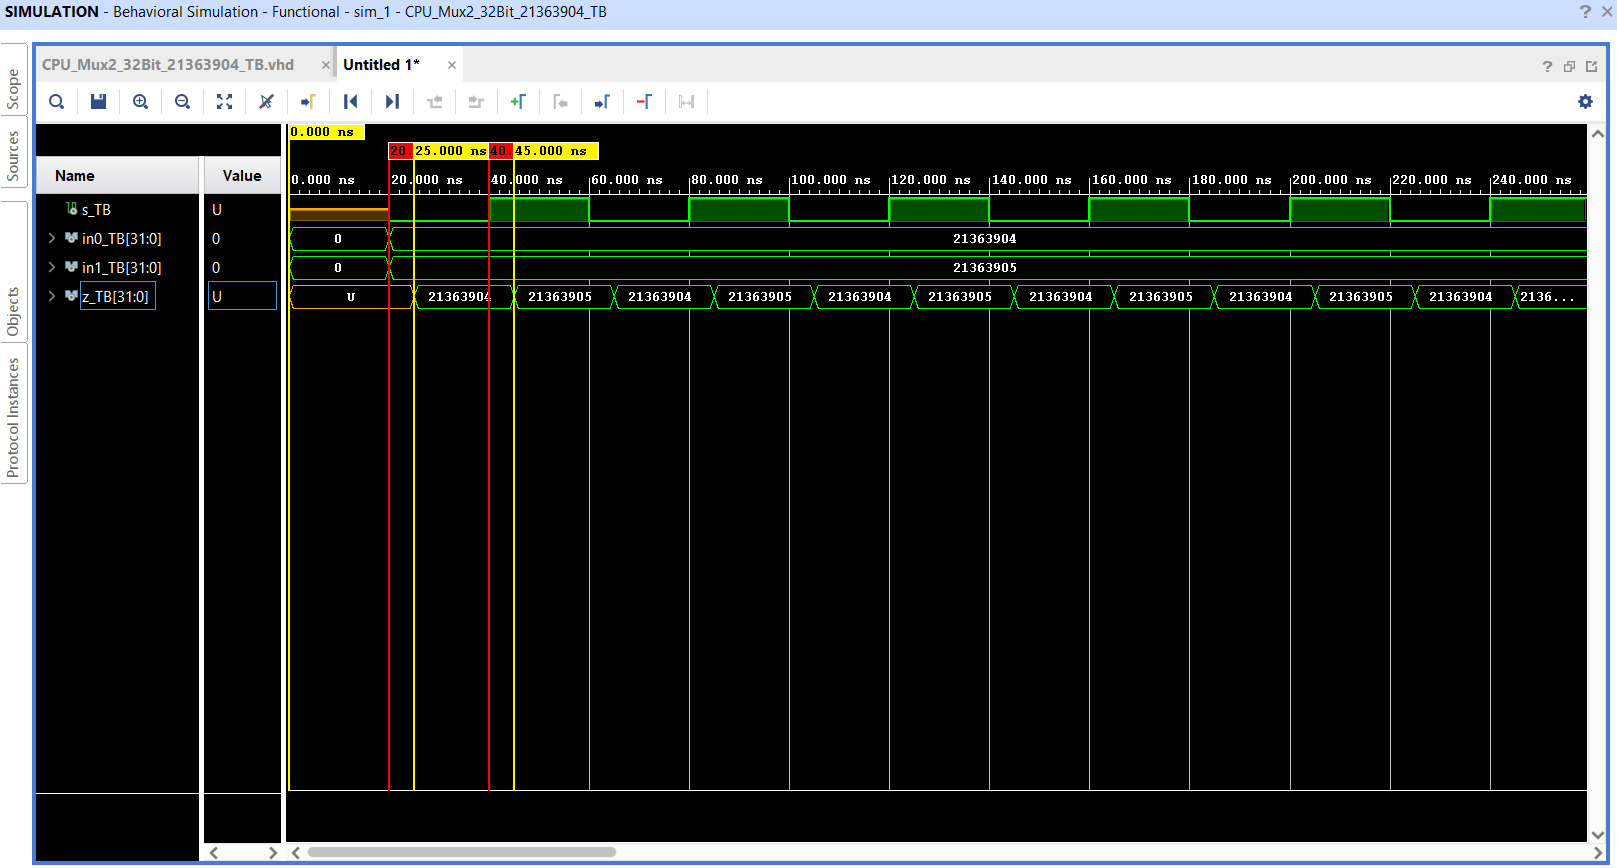 SIMULATION - Behavioral Simulation - Functional - sim_1 - CPU_Mux2_32Bit_21363904_TB
Scope
Sources
Objects
Protocol Instances
CPU_Mux2_32Bit_21363904_TB.vhd
Untitled 1*
Name
Value
s_TB U
in0_TB[31:0] 0
in1_TB[31:0] 0
z_TB[31:0] U
0.000 ns
20. 25.000 ns 40. 45.000 ns
0.000 ns 20.000 ns 40.000 ns 60.000 ns 80.000 ns 100.000 ns 120.000 ns 140.000 ns 160.000 ns 180.000 ns 200.000 ns 220.000 ns 240.000 ns
0 21363904
0 21363905
U 21363904 21363905 21363904 21363905 21363904 21363905 21363904 21363905 21363904 21363905 21363904 2136...